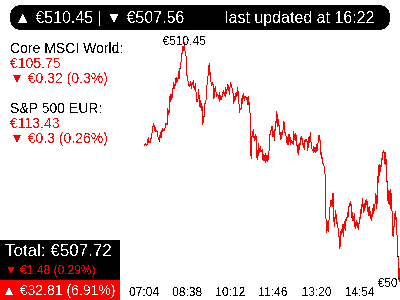 ▲ €510.45 | ▼ €507.56 last updated at 16:22
€510.45
Core MSCI World:
€105.75
▼ €0.32 (0.3%)
S&P 500 EUR:
€113.43
▼ €0.3 (0.26%)
Total: €507.72
▼ €1.48 (0.29%)
▲ €32.81 (6.91%)
€50
07:04 08:38 10:12 11:46 13:20 14:54